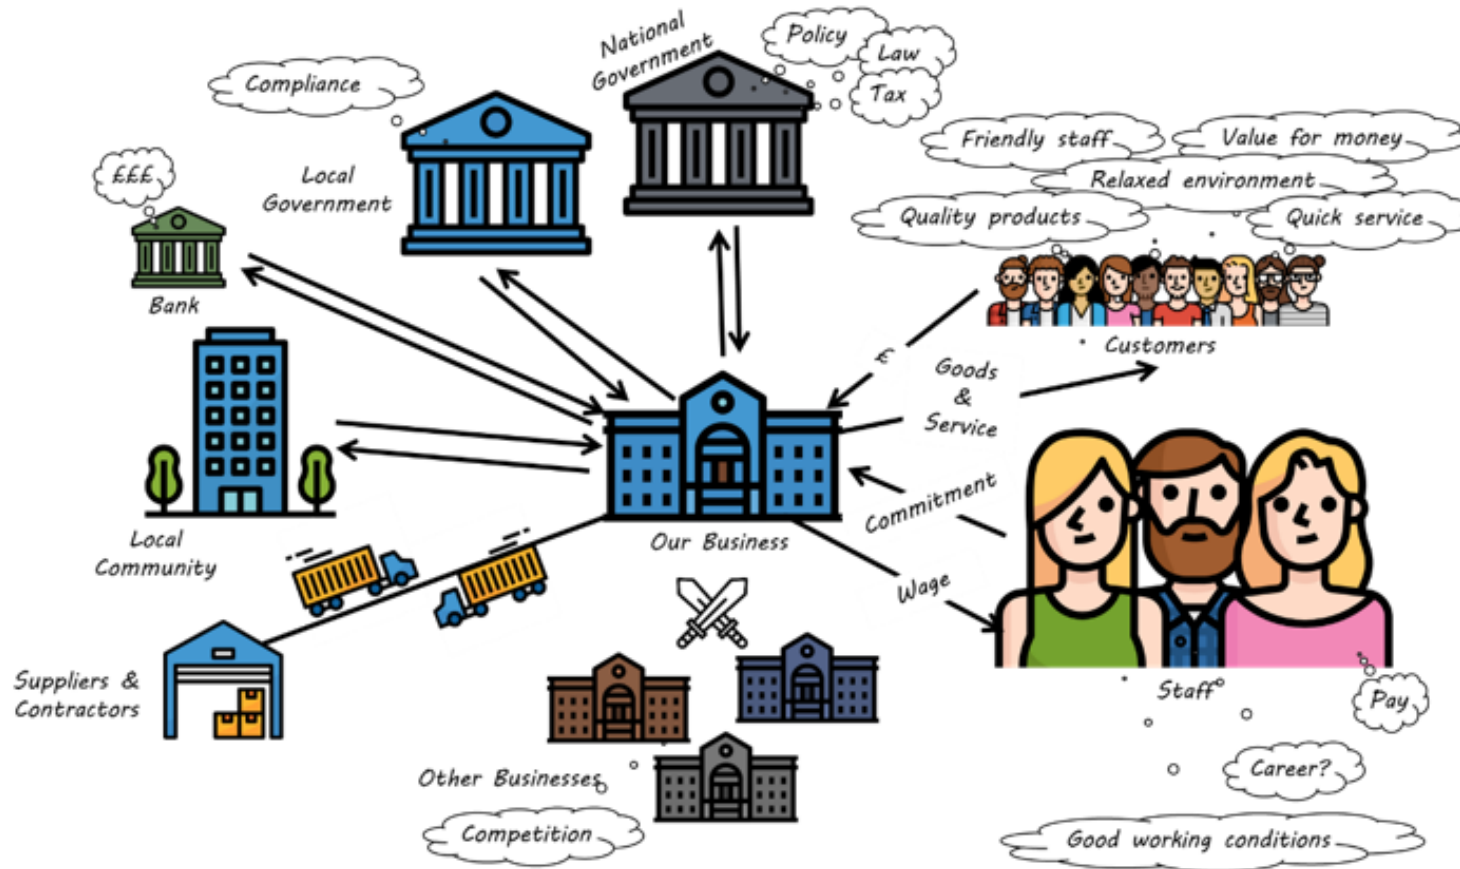 National
Government
Policy
Law
Tax
Compliance
Local
Government
£££
Bank
Friendly staff
Value for money
Relaxed environment
Quality products
Quick service
Customers
£
Goods
&
Service
Commitment
Wage
Our Business
Local
Community
Suppliers &
Contractors
Staff
Pay
Career?
Good working conditions
Other Businesses
Competition